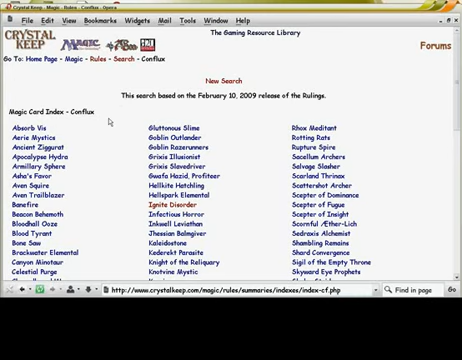 Crystal Keep - Magic - Rules - Conflux - Opera
File Edit View Bookmarks Widgets Mail Tools Window Help
CRYSTAL KEEP MAGIC
The Gaming Resource Library
Forums
Go To: Home Page - Magic - Rules - Search - Conflux
New Search
This search based on the February 10, 2009 release of the Rulings.
Magic Card Index - Conflux
Absorb Vis
Aerie Mystics
Ancient Ziggurat
Apocalypse Hydra
Armillary Sphere
Asha's Favor
Aven Squire
Aven Trailblazer
Banefire
Beacon Behemoth
Bloodhall Ooze
Blood Tyrant
Bone Saw
Brackwater Elemental
Canyon Minotaur
Celestial Purge
Gluttonous Slime
Goblin Outlander
Goblin Razerunners
Grixis Illusionist
Grixis Slavedriver
Gwafa Hazid, Profiteer
Hellkite Hatchling
Hellspark Elemental
Ignite Disorder
Infectious Horror
Inkwell Leviathan
Jhessian Balmgiver
Kaleidostone
Kederekt Parasite
Knight of the Reliquary
Knotvine Mystic
Rhox Meditant
Rotting Rats
Rupture Spire
Sacellum Archers
Salvage Slasher
Scarland Thrinax
Scattershot Archer
Scepter of Dominance
Scepter of Fugue
Scepter of Insight
Scornful Æther-Lich
Sedraxis Alchemist
Shambling Remains
Shard Convergence
Sigil of the Empty Throne
Skyward Eye Prophets
http://www.crystalkeep.com/magic/rules/summaries/indexes/index-cf.php
Find in page
Go